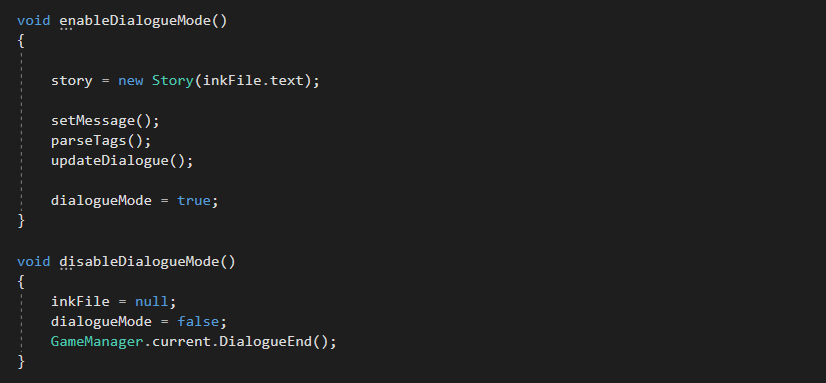 void enableDialogueMode()
{
story = new Story(inkFile.text);
setMessage();
parseTags();
updateDialogue();
dialogueMode = true;
}
void disableDialogueMode()
{
inkFile = null;
dialogueMode = false;
GameManager.current.DialogueEnd();
}